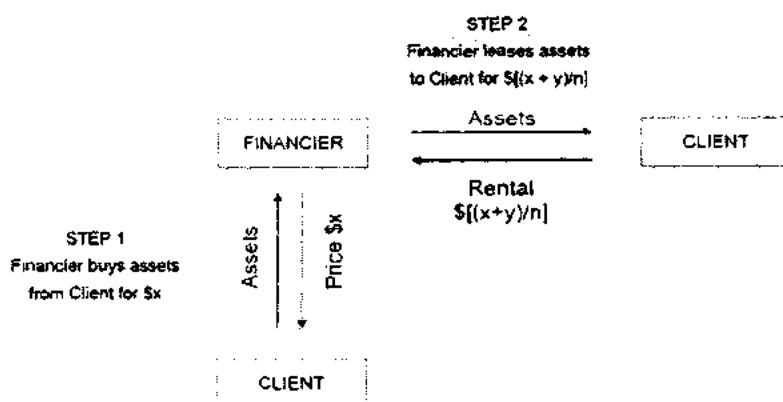 STEP 2
Financier leases assets
to Client for $[(x + y)/n]
Assets
FINANCIER
CLIENT
Rental
$[(x+y)/n]
STEP 1
Financier buys assets
from Client for $x
Assets
Price $x
CLIENT